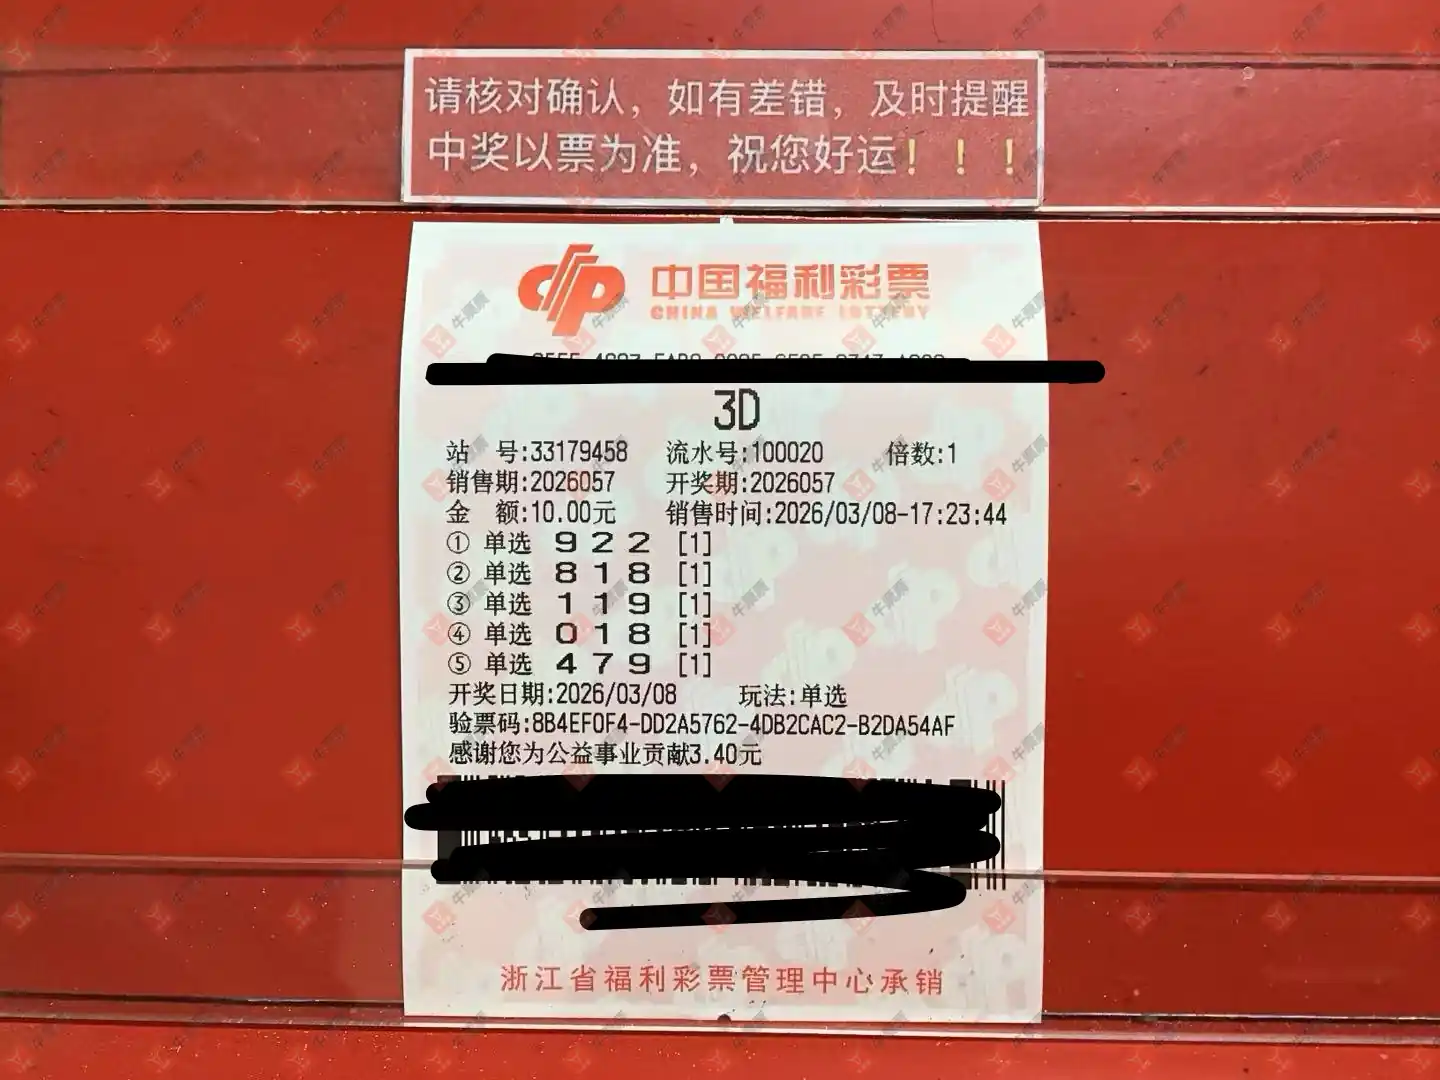 请核对确认，如有差错，及时提醒
中奖以票为准，祝您好运！！！
中国福利彩票
CHINA WELFARE LOTTERY
3D
站 号:33179458 流水号:100020 倍数:1
销售期:2026057 开奖期:2026057
金 额:10.00元 销售时间:2026/03/08-17:23:44
① 单选 9 2 2 [1]
② 单选 8 1 8 [1]
③ 单选 1 1 9 [1]
④ 单选 0 1 8 [1]
⑤ 单选 4 7 9 [1]
开奖日期:2026/03/08 玩法:单选
验票码:8B4EF0F4-DD2A5762-4DB2CAC2-B2DA54AF
感谢您为公益事业贡献3.40元
浙江省福利彩票管理中心承销